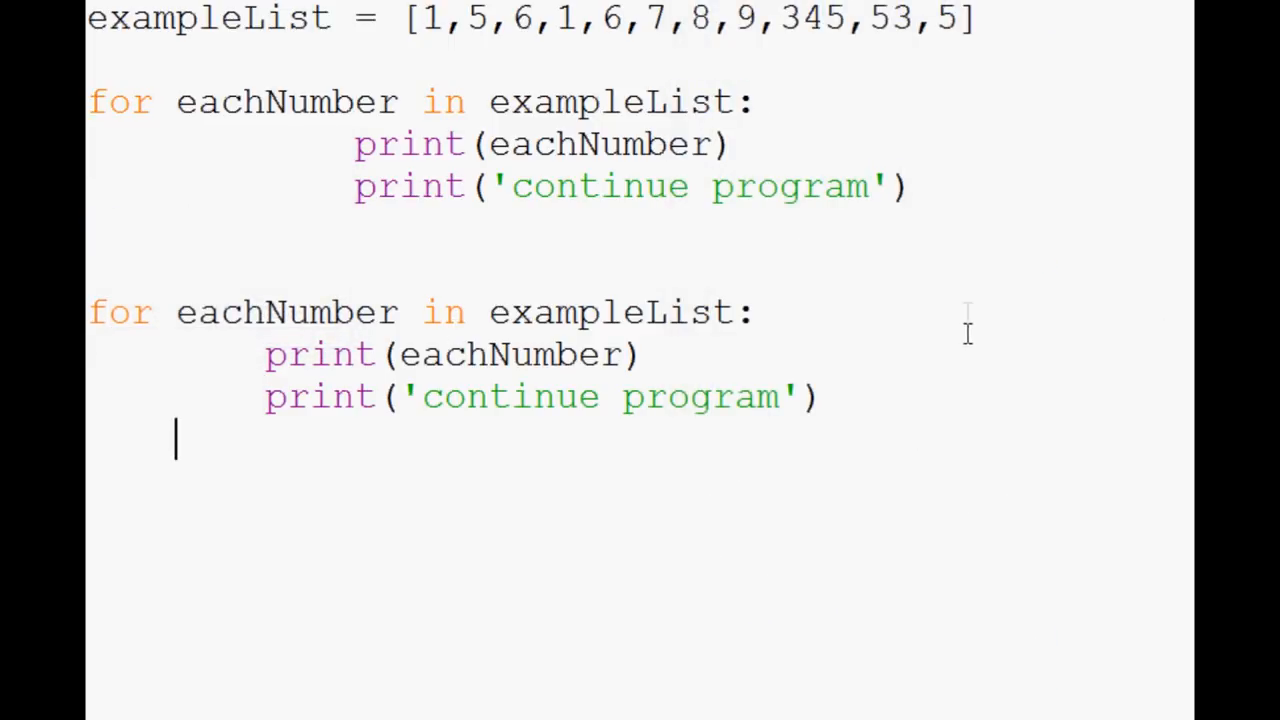 exampleList = [1,5,6,1,6,7,8,9,345,53,5]
for eachNumber in exampleList:
            print(eachNumber)
            print('continue program')
for eachNumber in exampleList:
        print(eachNumber)
        print('continue program')